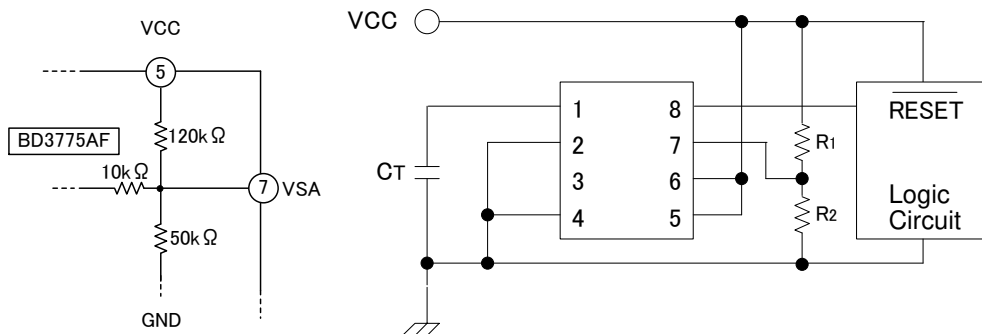 VCC
5
BD3775AF
120kΩ
10kΩ
7
VSA
50kΩ
GND
VCC
CT
1
2
3
4
8
7
6
5
R1
R2
RESET
Logic
Circuit